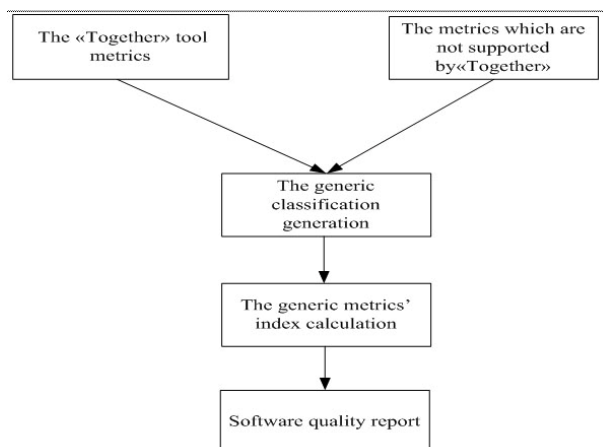 The «Together» tool
metrics
The metrics which are
not supported
by«Together»
The generic
classification
generation
The generic metrics’
index calculation
Software quality report